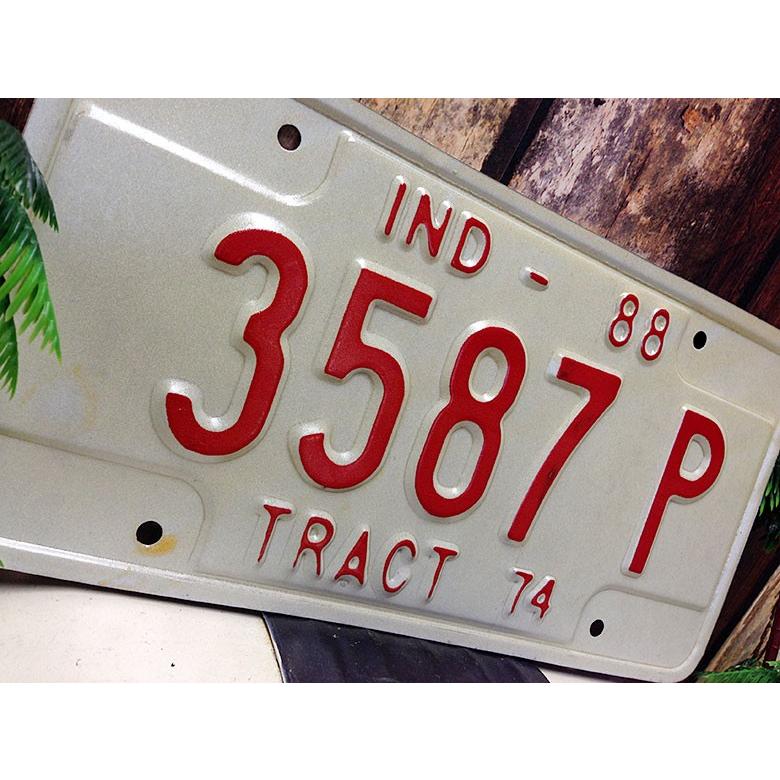 IND - 88
3587 P
TRACT 74